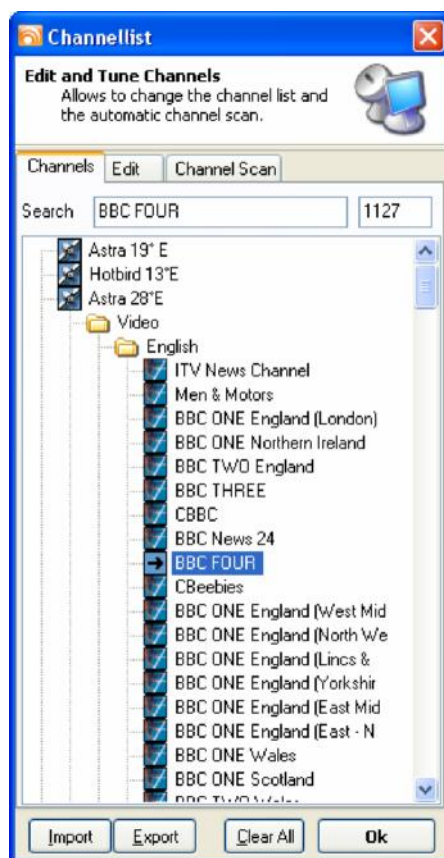 Channellist
Edit and Tune Channels
Allows to change the channel list and
the automatic channel scan.
Channels Edit Channel Scan
Search BBC FOUR 1127
Astra 19° E
Hotbird 13°E
Astra 28°E
Video
English
ITV News Channel
Men & Motors
BBC ONE England (London)
BBC ONE Northern Ireland
BBC TWO England
BBC THREE
CBBC
BBC News 24
BBC FOUR
CBeebies
BBC ONE England (West Mid
BBC ONE England (North We
BBC ONE England (Lincs &
BBC ONE England (Yorkshir
BBC ONE England (East Mid
BBC ONE England (East - N
BBC ONE Wales
BBC ONE Scotland
BBC TWO Wales
Import Export Clear All Ok